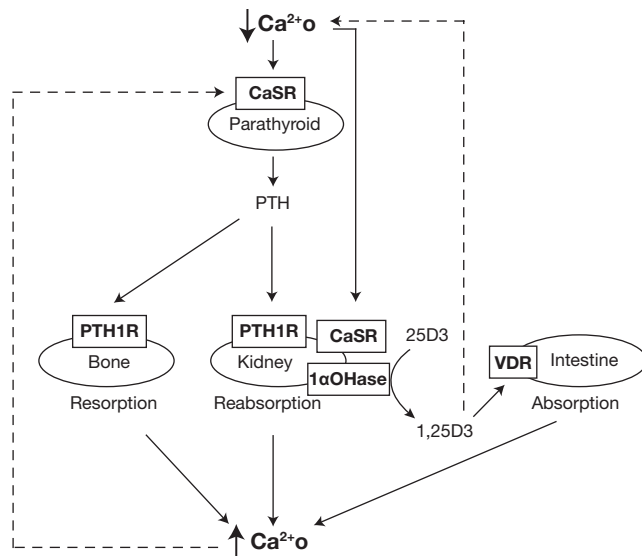 Ca²⁺o
CaSR
Parathyroid
PTH
PTH1R
Bone
Resorption
PTH1R
Kidney
Reabsorption
CaSR
1αOHase
25D3
1,25D3
VDR
Intestine
Absorption
Ca²⁺o